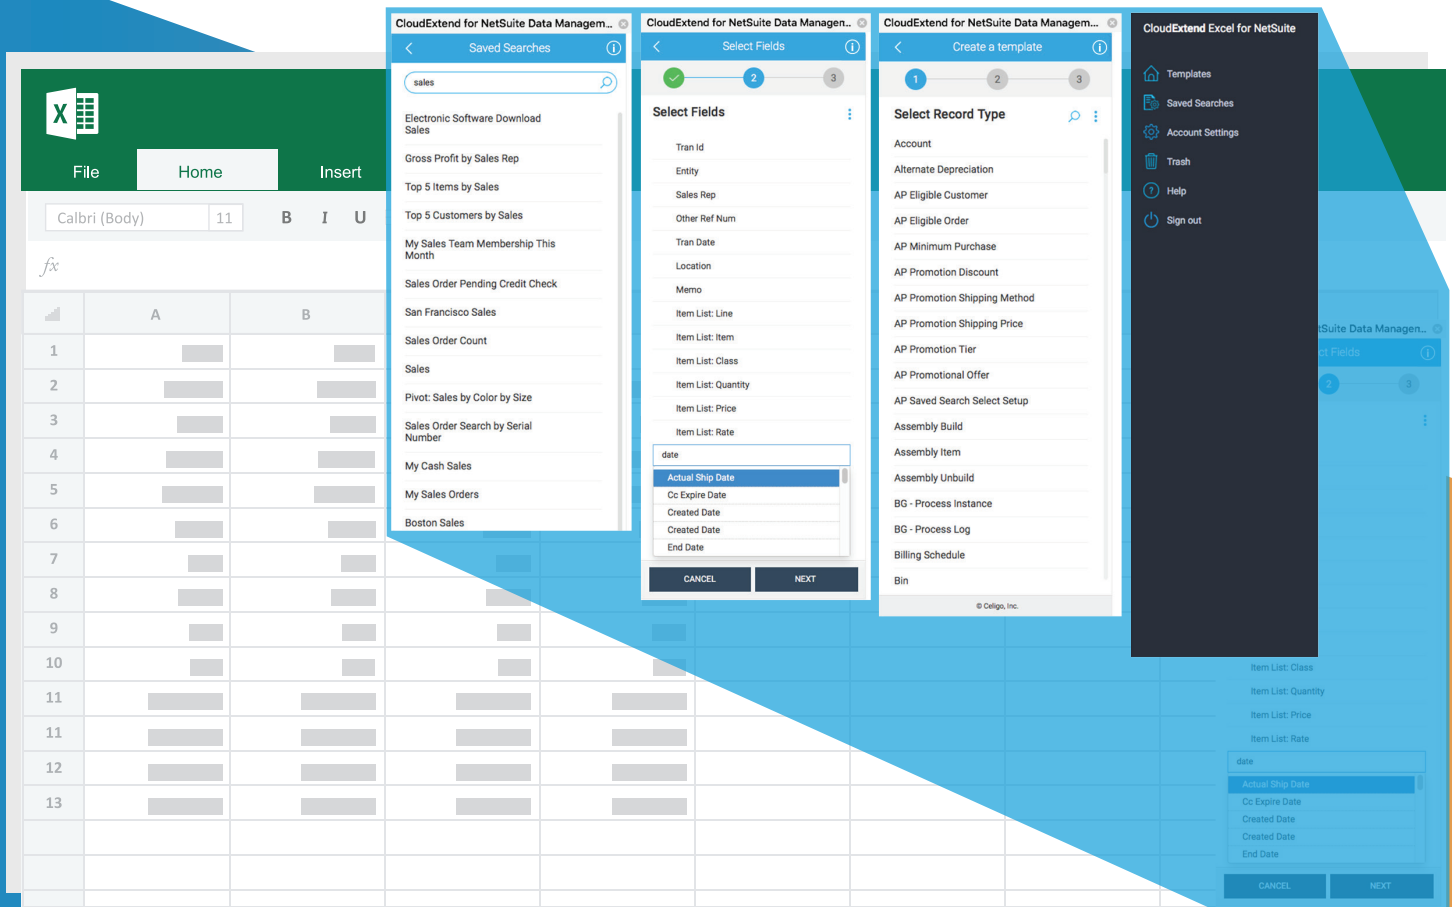 X
File
Home
Insert
Calbri (Body)
11
B
I
U
fx
A
B
1
2
3
4
5
6
7
8
9
10
11
11
12
13
CloudExtend for NetSuite Data Managem...
Saved Searches
sales
Electronic Software Download
Sales
Gross Profit by Sales Rep
Top 5 Items by Sales
Top 5 Customers by Sales
My Sales Team Membership This
Month
Sales Order Pending Credit Check
San Francisco Sales
Sales Order Count
Sales
Pivot: Sales by Color by Size
Sales Order Search by Serial
Number
My Cash Sales
My Sales Orders
Boston Sales
CloudExtend for NetSuite Data Managen..
Select Fields
2
3
Select Fields
Tran Id
Entity
Sales Rep
Other Ref Num
Tran Date
Location
Memo
Item List: Line
Item List: Item
Item List: Class
Item List: Quantity
Item List: Price
Item List: Rate
date
Actual Ship Date
Cc Expire Date
Created Date
Created Date
End Date
CANCEL
NEXT
CloudExtend for NetSuite Data Managem...
Create a template
1
2
3
Select Record Type
Account
Alternate Depreciation
AP Eligible Customer
AP Eligible Order
AP Minimum Purchase
AP Promotion Discount
AP Promotion Shipping Method
AP Promotion Shipping Price
AP Promotion Tier
AP Promotional Offer
AP Saved Search Select Setup
Assembly Build
Assembly Item
Assembly Unbuild
BG - Process Instance
BG - Process Log
Billing Schedule
Bin
© Celigo, Inc.
CloudExtend Excel for NetSuite
Templates
Saved Searches
Account Settings
Trash
Help
Sign out
tSuite Data Managen..
ct Fields
2
3
Item List: Class
Item List: Quantity
Item List: Price
Item List: Rate
date
Actual Ship Date
Cc Expire Date
Created Date
Created Date
End Date
CANCEL
NEXT